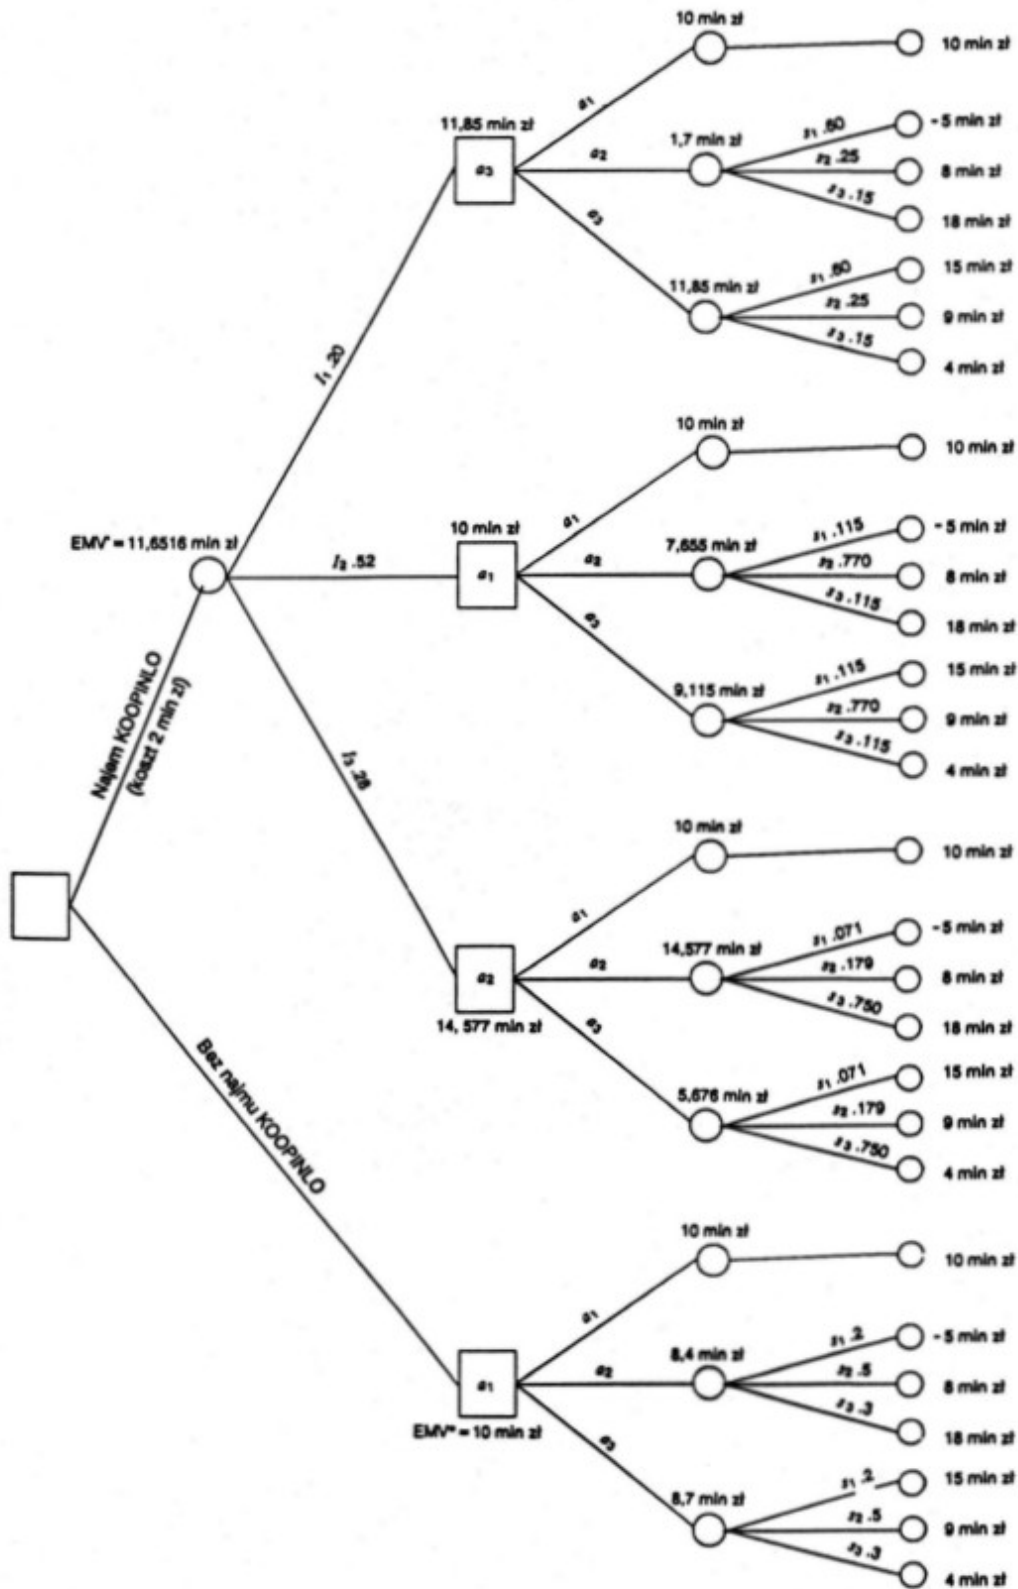 10 mln zł
10 mln zł
a₁
11,85 mln zł
a₃
a₂
1,7 mln zł
s₁ .60
- 5 mln zł
s₂ .25
8 mln zł
s₃ .15
18 mln zł
a₃
11,85 mln zł
s₁ .60
15 mln zł
s₂ .25
9 mln zł
s₃ .15
4 mln zł
I₁ .20
10 mln zł
10 mln zł
a₁
EMV' = 11,6516 mln zł
I₂ .52
10 mln zł
a₁
a₂
7,655 mln zł
s₁ .115
- 5 mln zł
s₂ .770
8 mln zł
s₃ .115
18 mln zł
a₃
9,115 mln zł
s₁ .115
15 mln zł
s₂ .770
9 mln zł
s₃ .115
4 mln zł
Najem KOOPINLO
(koszt 2 mln zł)
I₃ .28
10 mln zł
10 mln zł
a₁
a₂
14, 577 mln zł
a₂
14,577 mln zł
s₁ .071
- 5 mln zł
s₂ .179
8 mln zł
s₃ .750
18 mln zł
a₃
5,676 mln zł
s₁ .071
15 mln zł
s₂ .179
9 mln zł
s₃ .750
4 mln zł
Bez najmu KOOPINLO
10 mln zł
10 mln zł
a₁
a₁
EMV* = 10 mln zł
a₂
8,4 mln zł
s₁ .2
- 5 mln zł
s₂ .5
8 mln zł
s₃ .3
18 mln zł
a₃
8,7 mln zł
s₁ .2
15 mln zł
s₂ .5
9 mln zł
s₃ .3
4 mln zł